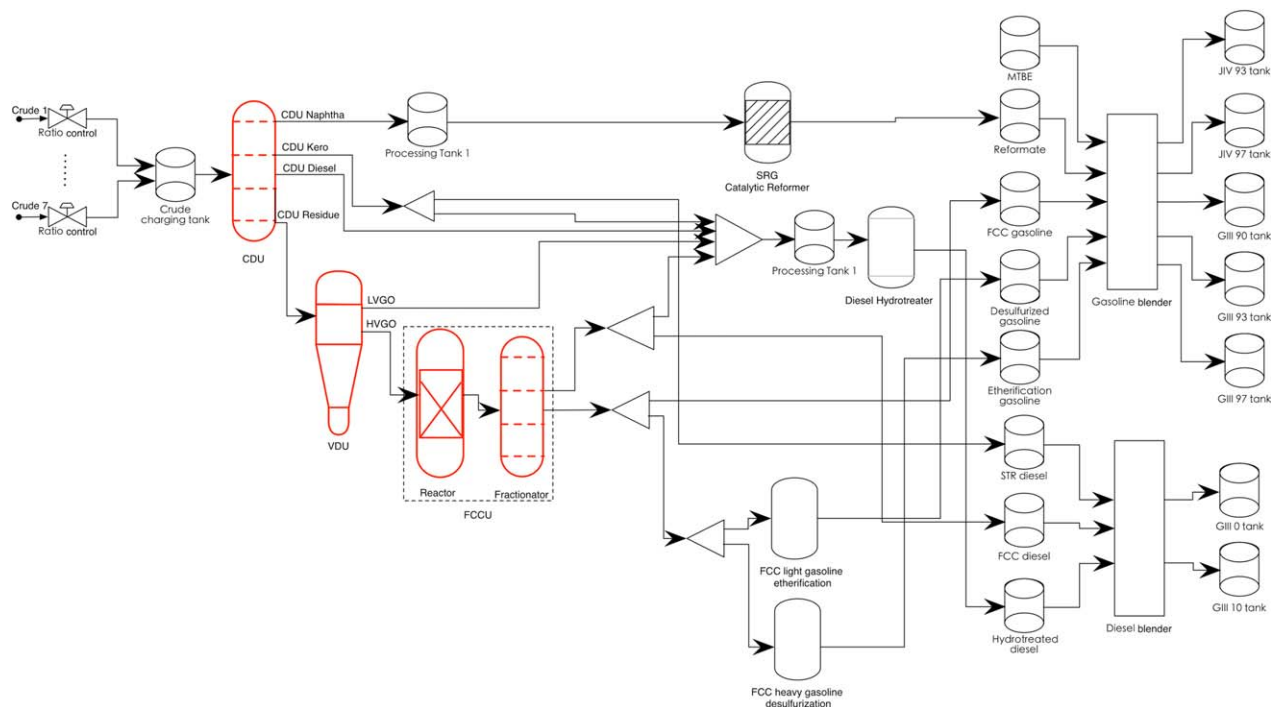 Crude 1
Ratio control
Crude 7
Ratio control
Crude
charging tank
CDU
CDU Naphtha
CDU Kero
CDU Diesel
CDU Residue
Processing Tank 1
SRG
Catalytic Reformer
VDU
LVGO
HVGO
Reactor
Fractionator
FCCU
Processing Tank 1
Diesel Hydrotreater
FCC light gasoline
etherification
FCC heavy gasoline
desulfurization
MTBE
Reformate
FCC gasoline
Desulfurized
gasoline
Etherification
gasoline
STR diesel
FCC diesel
Hydrotreated
diesel
Gasoline blender
Diesel blender
JIV 93 tank
JIV 97 tank
GIII 90 tank
GIII 93 tank
GIII 97 tank
GIII 0 tank
GIII 10 tank